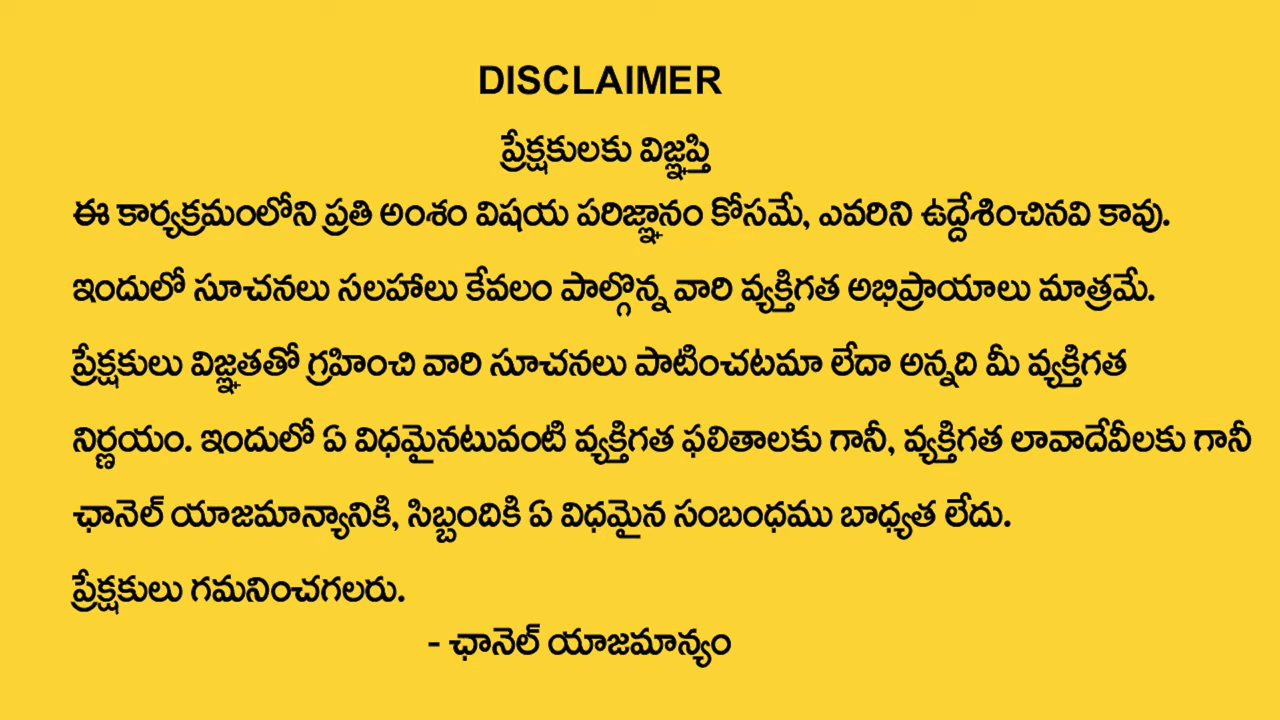 DISCLAIMER
ప్రేక్షకులకు విజ్ఞప్తి
ఈ కార్యక్రమంలోని ప్రతి అంశం విషయ పరిజ్ఞానం కోసమే, ఎవరిని ఉద్దేశించినవి కావు.
ఇందులో సూచనలు సలహాలు కేవలం పాల్గొన్న వారి వ్యక్తిగత అభిప్రాయాలు మాత్రమే.
ప్రేక్షకులు విజ్ఞతతో గ్రహించి వారి సూచనలు పాటించటమా లేదా అన్నది మీ వ్యక్తిగత
నిర్ణయం. ఇందులో ఏ విధమైనటువంటి వ్యక్తిగత ఫలితాలకు గానీ, వ్యక్తిగత లావాదేవీలకు గానీ
ఛానెల్ యాజమాన్యానికి, సిబ్బందికి ఏ విధమైన సంబంధము బాధ్యత లేదు.
ప్రేక్షకులు గమనించగలరు.
- ఛానెల్ యాజమాన్యం